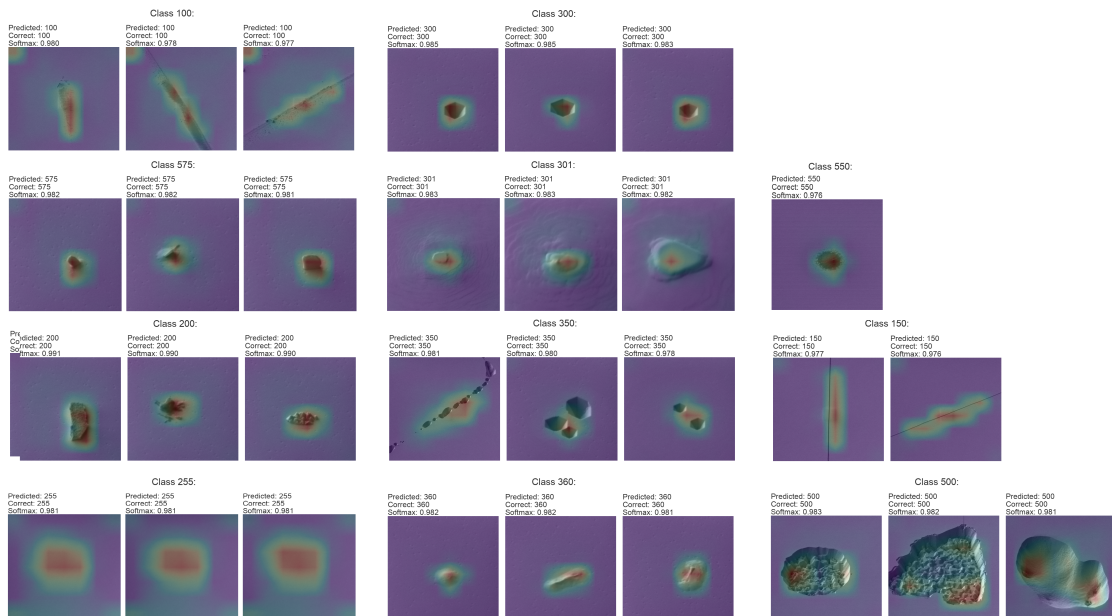 Class 100:
Predicted: 100
Correct: 100
Softmax: 0.980
Predicted: 100
Correct: 100
Softmax: 0.978
Predicted: 100
Correct: 100
Softmax: 0.977
Class 300:
Predicted: 300
Correct: 300
Softmax: 0.985
Predicted: 300
Correct: 300
Softmax: 0.985
Predicted: 300
Correct: 300
Softmax: 0.983
Class 575:
Predicted: 575
Correct: 575
Softmax: 0.982
Predicted: 575
Correct: 575
Softmax: 0.982
Predicted: 575
Correct: 575
Softmax: 0.981
Class 301:
Predicted: 301
Correct: 301
Softmax: 0.983
Predicted: 301
Correct: 301
Softmax: 0.983
Predicted: 301
Correct: 301
Softmax: 0.982
Class 550:
Predicted: 550
Correct: 550
Softmax: 0.976
Class 200:
Pre
Co
So
dicted: 200
rrect: 200
ftmax: 0.991
Predicted: 200
Correct: 200
Softmax: 0.990
Predicted: 200
Correct: 200
Softmax: 0.990
Class 350:
Predicted: 350
Correct: 350
Softmax: 0.981
Predicted: 350
Correct: 350
Softmax: 0.980
Predicted: 350
Correct: 350
Softmax: 0.978
Class 150:
Predicted: 150
Correct: 150
Softmax: 0.977
Predicted: 150
Correct: 150
Softmax: 0.976
Class 255:
Predicted: 255
Correct: 255
Softmax: 0.981
Predicted: 255
Correct: 255
Softmax: 0.981
Predicted: 255
Correct: 255
Softmax: 0.981
Class 360:
Predicted: 360
Correct: 360
Softmax: 0.982
Predicted: 360
Correct: 360
Softmax: 0.982
Predicted: 360
Correct: 360
Softmax: 0.981
Class 500:
Predicted: 500
Correct: 500
Softmax: 0.983
Predicted: 500
Correct: 500
Softmax: 0.982
Predicted: 500
Correct: 500
Softmax: 0.981